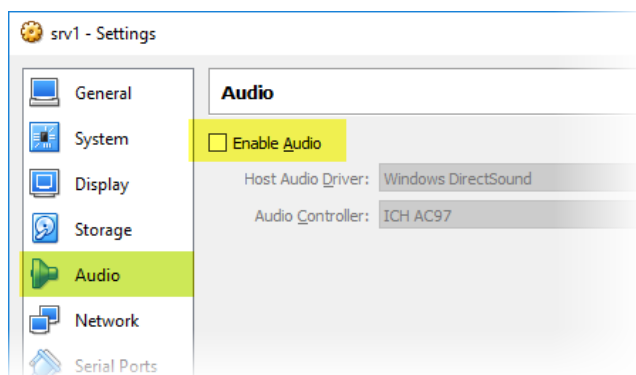 srv1 - Settings
General
Audio
System
Enable Audio
Display
Host Audio Driver: Windows DirectSound
Audio Controller: ICH AC97
Storage
Audio
Network
Serial Ports